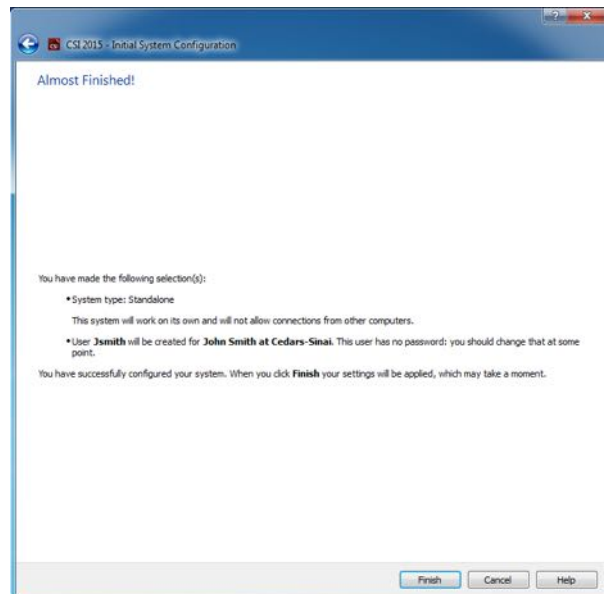 CSI 2015 - Initial System Configuration
Almost Finished!
You have made the following selection(s):
• System type: Standalone
This system will work on its own and will not allow connections from other computers.
• User Jsmith will be created for John Smith at Cedars-Sinai. This user has no password; you should change that at some
point.
You have successfully configured your system. When you click Finish your settings will be applied, which may take a moment.
Finish Cancel Help